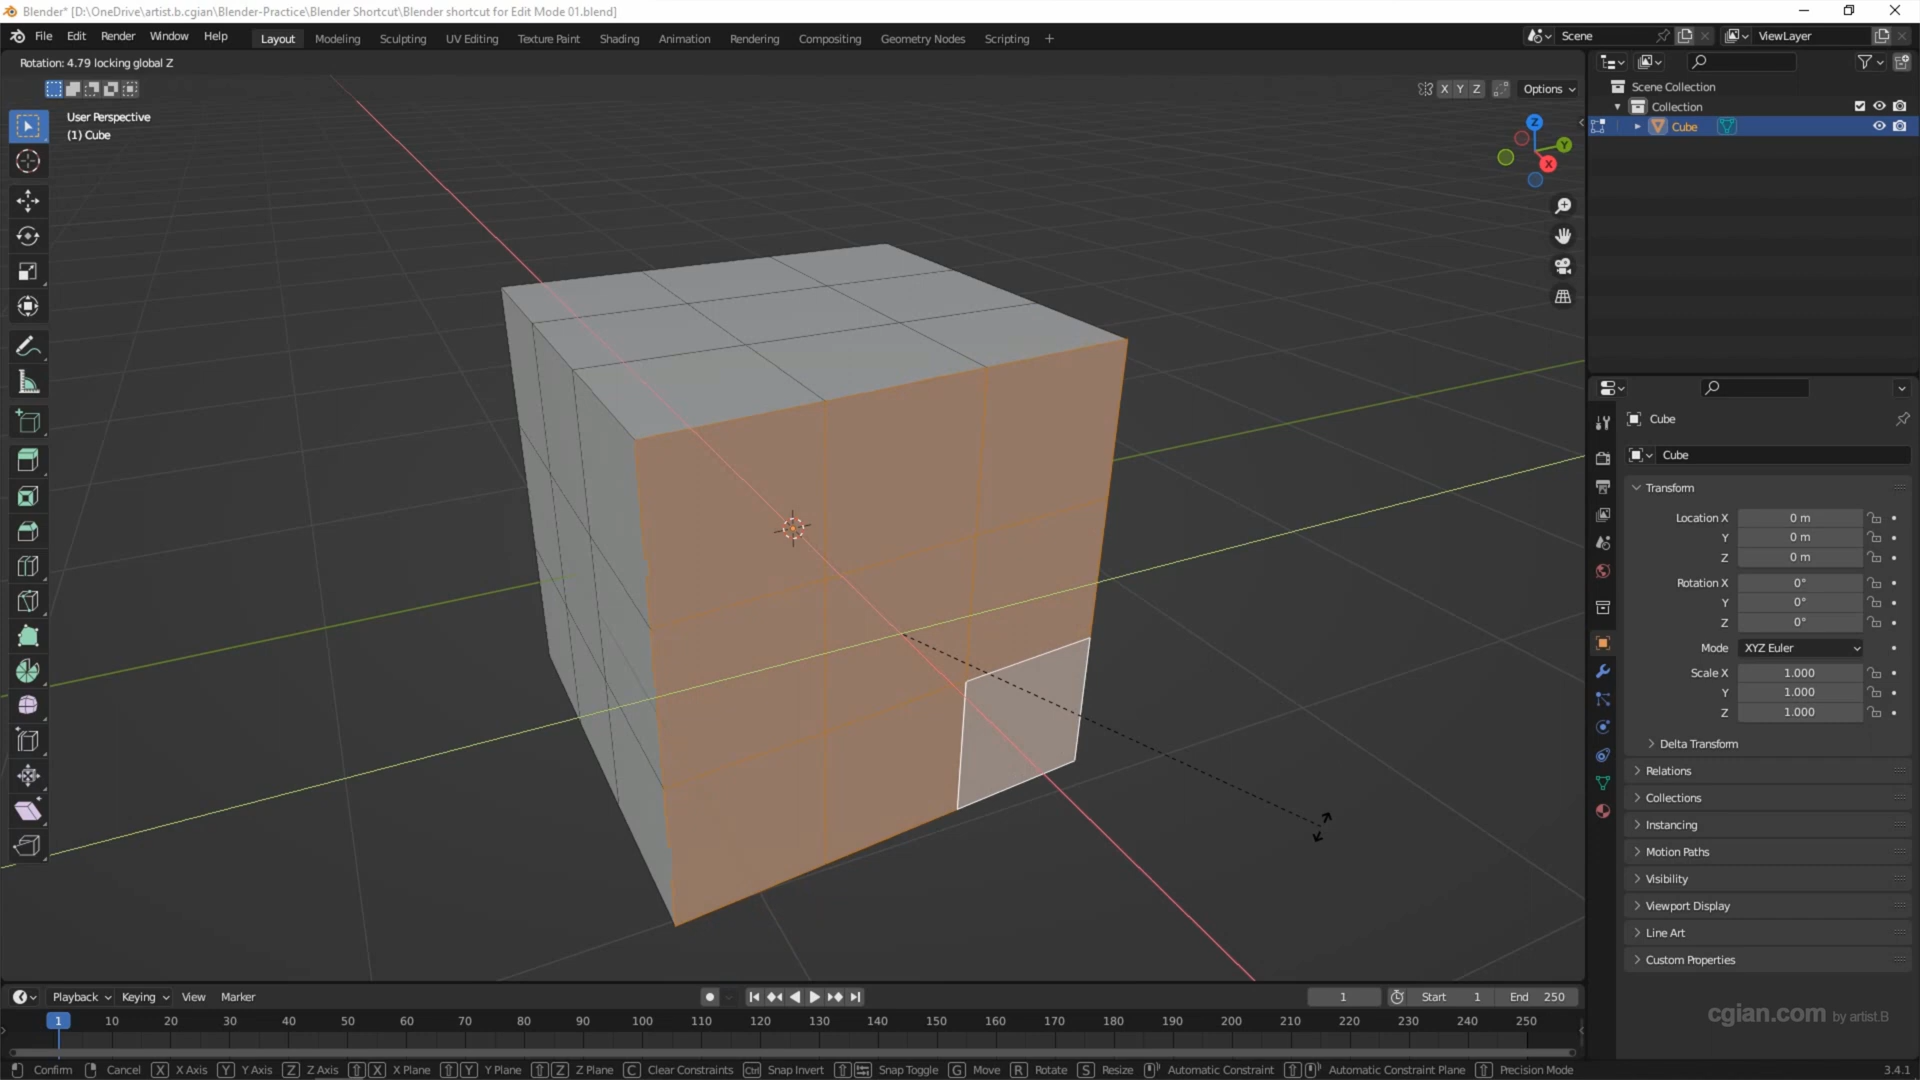 Blender* [D:\OneDrive\artist.b.cgian\Blender-Practice\Blender Shortcut\Blender shortcut for Edit Mode 01.blend]
File Edit Render Window Help Layout Modeling Sculpting UV Editing Texture Paint Shading Animation Rendering Compositing Geometry Nodes Scripting + Scene ViewLayer
Rotation: 4.79 locking global Z
X Y Z Options
User Perspective
(1) Cube
Z
Y
X
Scene Collection
Collection
Cube
Cube
Cube
Transform
Location X 0 m
Y 0 m
Z 0 m
Rotation X 0°
Y 0°
Z 0°
Mode XYZ Euler
Scale X 1.000
Y 1.000
Z 1.000
Delta Transform
Relations
Collections
Instancing
Motion Paths
Visibility
Viewport Display
Line Art
Custom Properties
Playback Keying View Marker 1 Start 1 End 250
1 10 20 30 40 50 60 70 80 90 100 110 120 130 140 150 160 170 180 190 200 210 220 230 240 250
cgian.com by artist.B
Confirm Cancel X X Axis Y Y Axis Z Z Axis X X Plane Y Y Plane Z Z Plane C Clear Constraints Ctrl Snap Invert Snap Toggle G Move R Rotate S Resize Automatic Constraint Automatic Constraint Plane Precision Mode 3.4.1